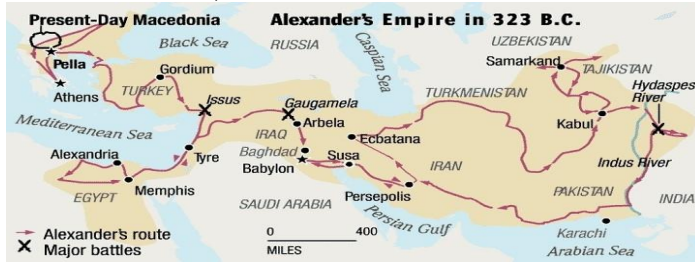 Present-Day Macedonia
Alexander's Empire in 323 B.C.
Black Sea
RUSSIA
Caspian Sea
UZBEKISTAN
Samarkand
TAJIKISTAN
Pella
Gordium
Athens
TURKEY
Issus
Gaugamela
TURKMENISTAN
Hydaspes
River
Mediterranean Sea
Arbela
Kabul
IRAQ
Ecbatana
Alexandria
Tyre
Baghdad
Susa
IRAN
Indus River
Babylon
Memphis
EGYPT
Persepolis
PAKISTAN
INDIA
SAUDI ARABIA
Persian Gulf
Alexander's route
Major battles
0 400
MILES
Karachi
Arabian Sea